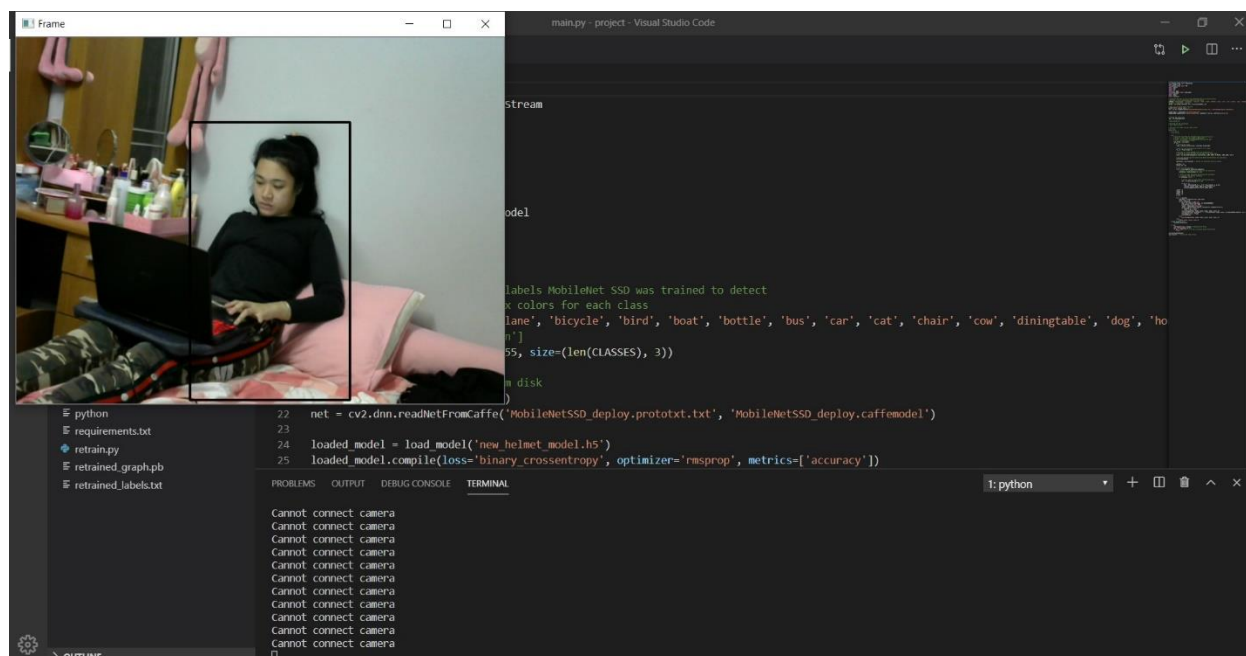 Frame
main.py - project - Visual Studio Code
Stream
odel
labels MobileNet SSD was trained to detect
x colors for each class
lane', 'bicycle', 'bird', 'boat', 'bottle', 'bus', 'car', 'cat', 'chair', 'cow', 'diningtable', 'dog', 'ho
n']
55, size=(len(CLASSES), 3))
m disk
)
22 net = cv2.dnn.readNetFromCaffe('MobileNetSSD_deploy.prototxt.txt', 'MobileNetSSD_deploy.caffemodel')
23
24 loaded_model = load_model('new_helmet_model.h5')
25 loaded_model.compile(loss='binary_crossentropy', optimizer='rmsprop', metrics=['accuracy'])
python
requirements.txt
retrain.py
retrained_graph.pb
retrained_labels.txt
OUTLINE
PROBLEMS OUTPUT DEBUG CONSOLE TERMINAL
1: python
Cannot connect camera
Cannot connect camera
Cannot connect camera
Cannot connect camera
Cannot connect camera
Cannot connect camera
Cannot connect camera
Cannot connect camera
Cannot connect camera
Cannot connect camera
Cannot connect camera